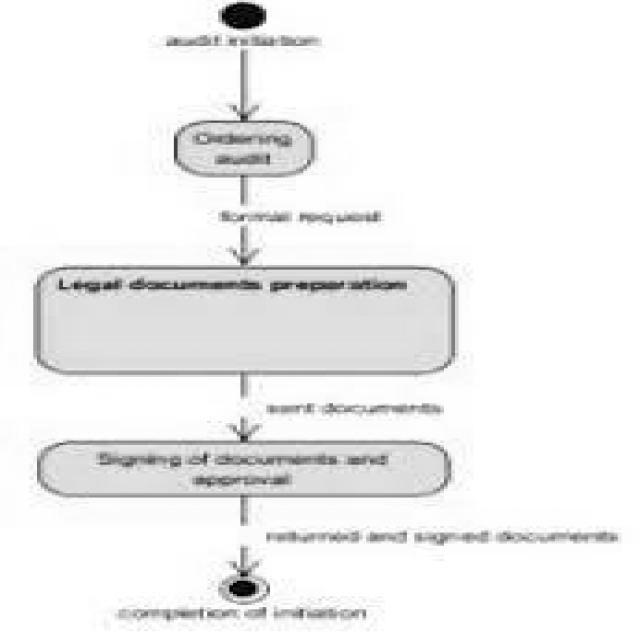 audit initiation
Ordering
audit
formal request
Legal documents preparation
sent documents
Signing of documents and
approval
returned and signed documents
completion of initiation